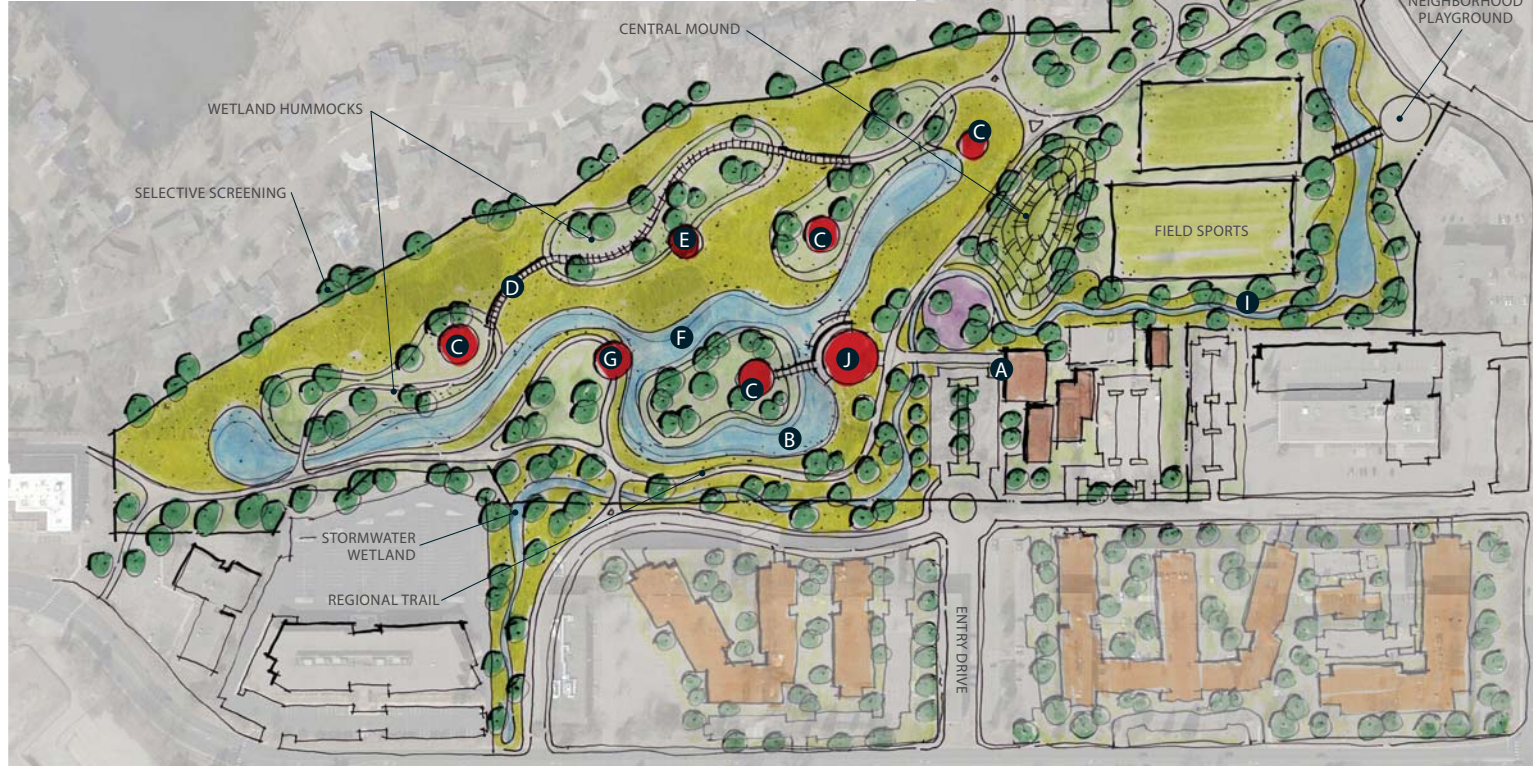 NEIGHBORHOOD
PLAYGROUND
CENTRAL MOUND
WETLAND HUMMOCKS
C
SELECTIVE SCREENING
E
C
FIELD SPORTS
D
I
F
C
G
J
A
C
B
STORMWATER
WETLAND
REGIONAL TRAIL
ENTRY DRIVE